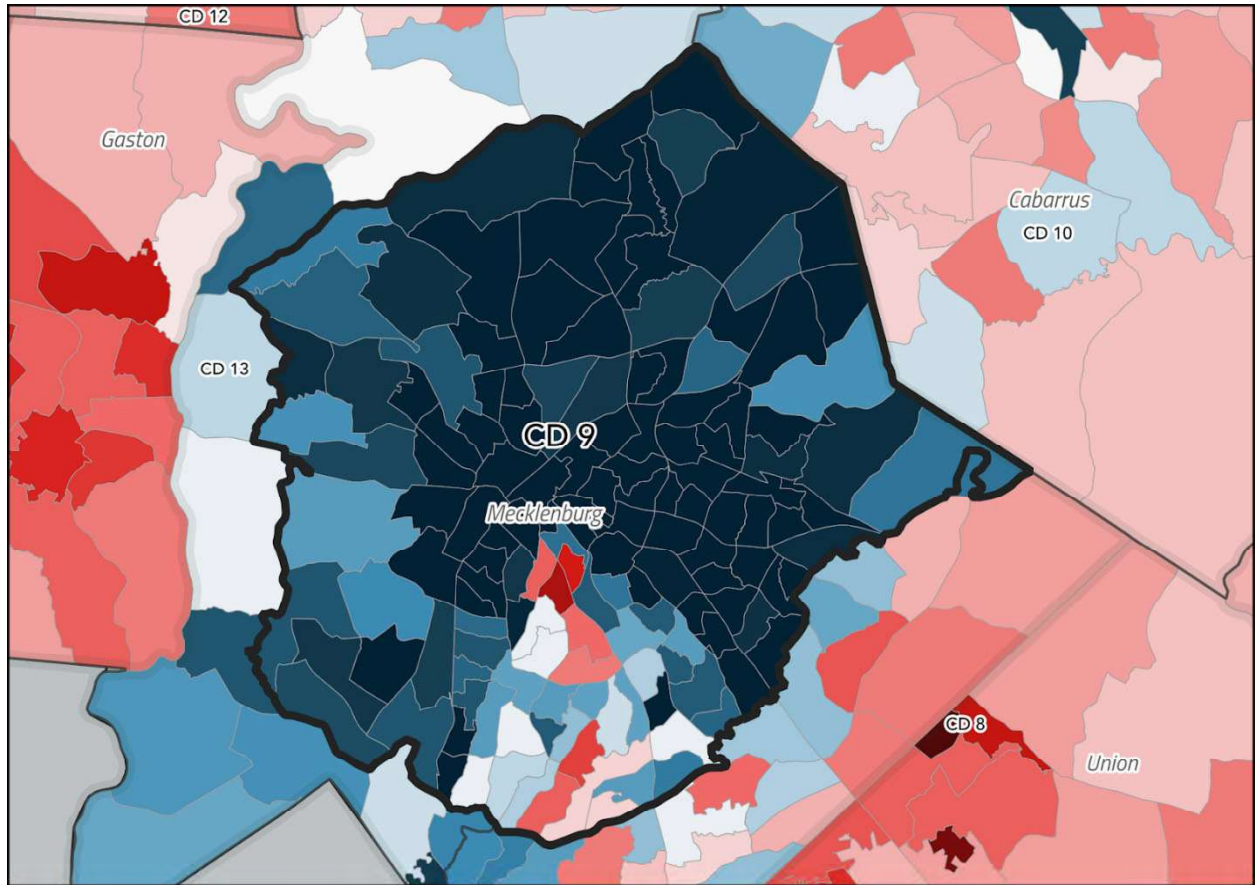 CD 12
Gaston
Cabarrus
CD 10
CD 13
CD 9
Mecklenburg
CD 8
Union